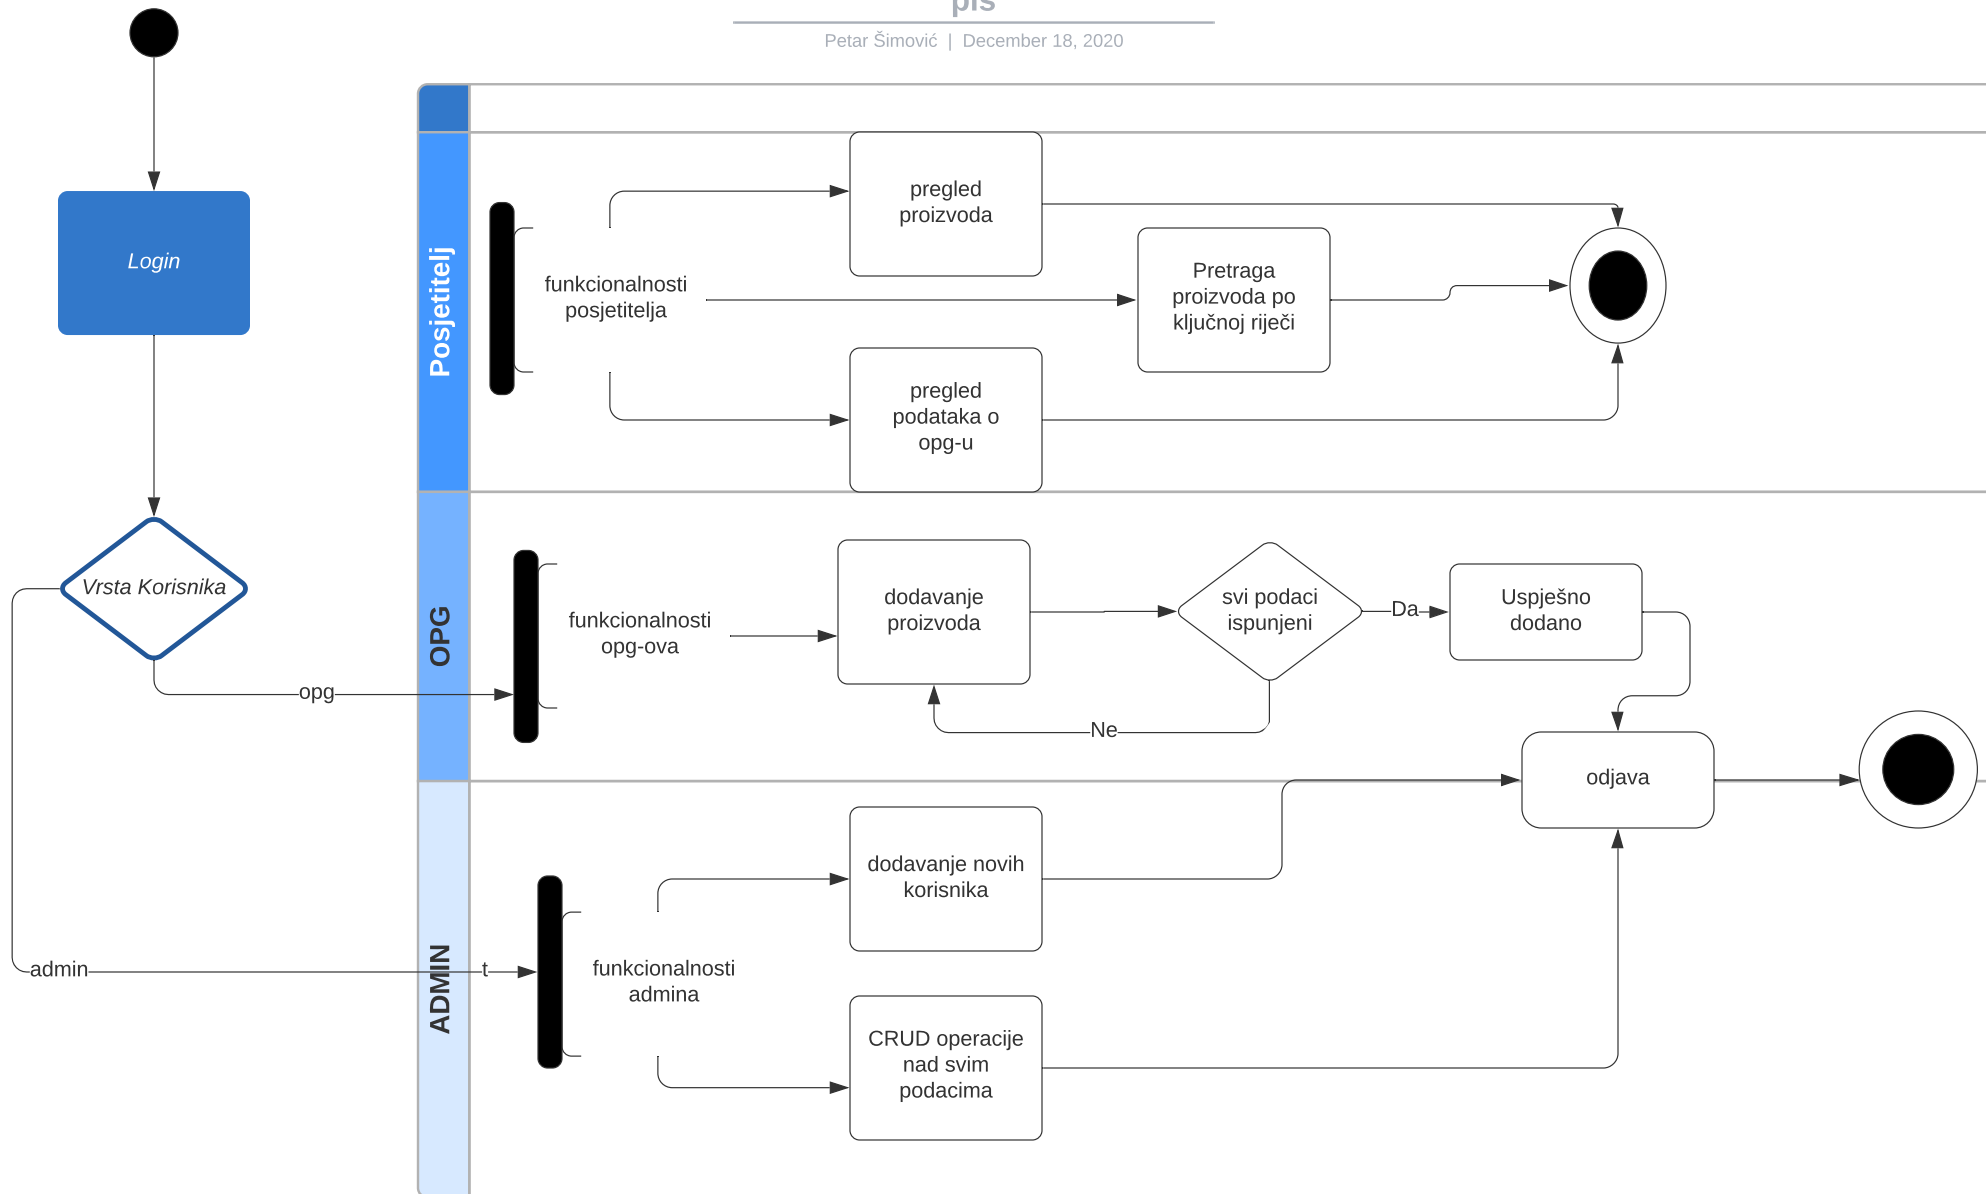 pis
Petar Šimović | December 18, 2020
Login
Vrsta Korisnika
opg
admin
t
Posjetitelj
funkcionalnosti
posjetitelja
pregled
proizvoda
Pretraga
proizvoda po
ključnoj riječi
pregled
podataka o
opg-u
OPG
funkcionalnosti
opg-ova
dodavanje
proizvoda
svi podaci
ispunjeni
Da
Ne
Uspješno
dodano
odjava
ADMIN
funkcionalnosti
admina
dodavanje novih
korisnika
CRUD operacije
nad svim
podacima